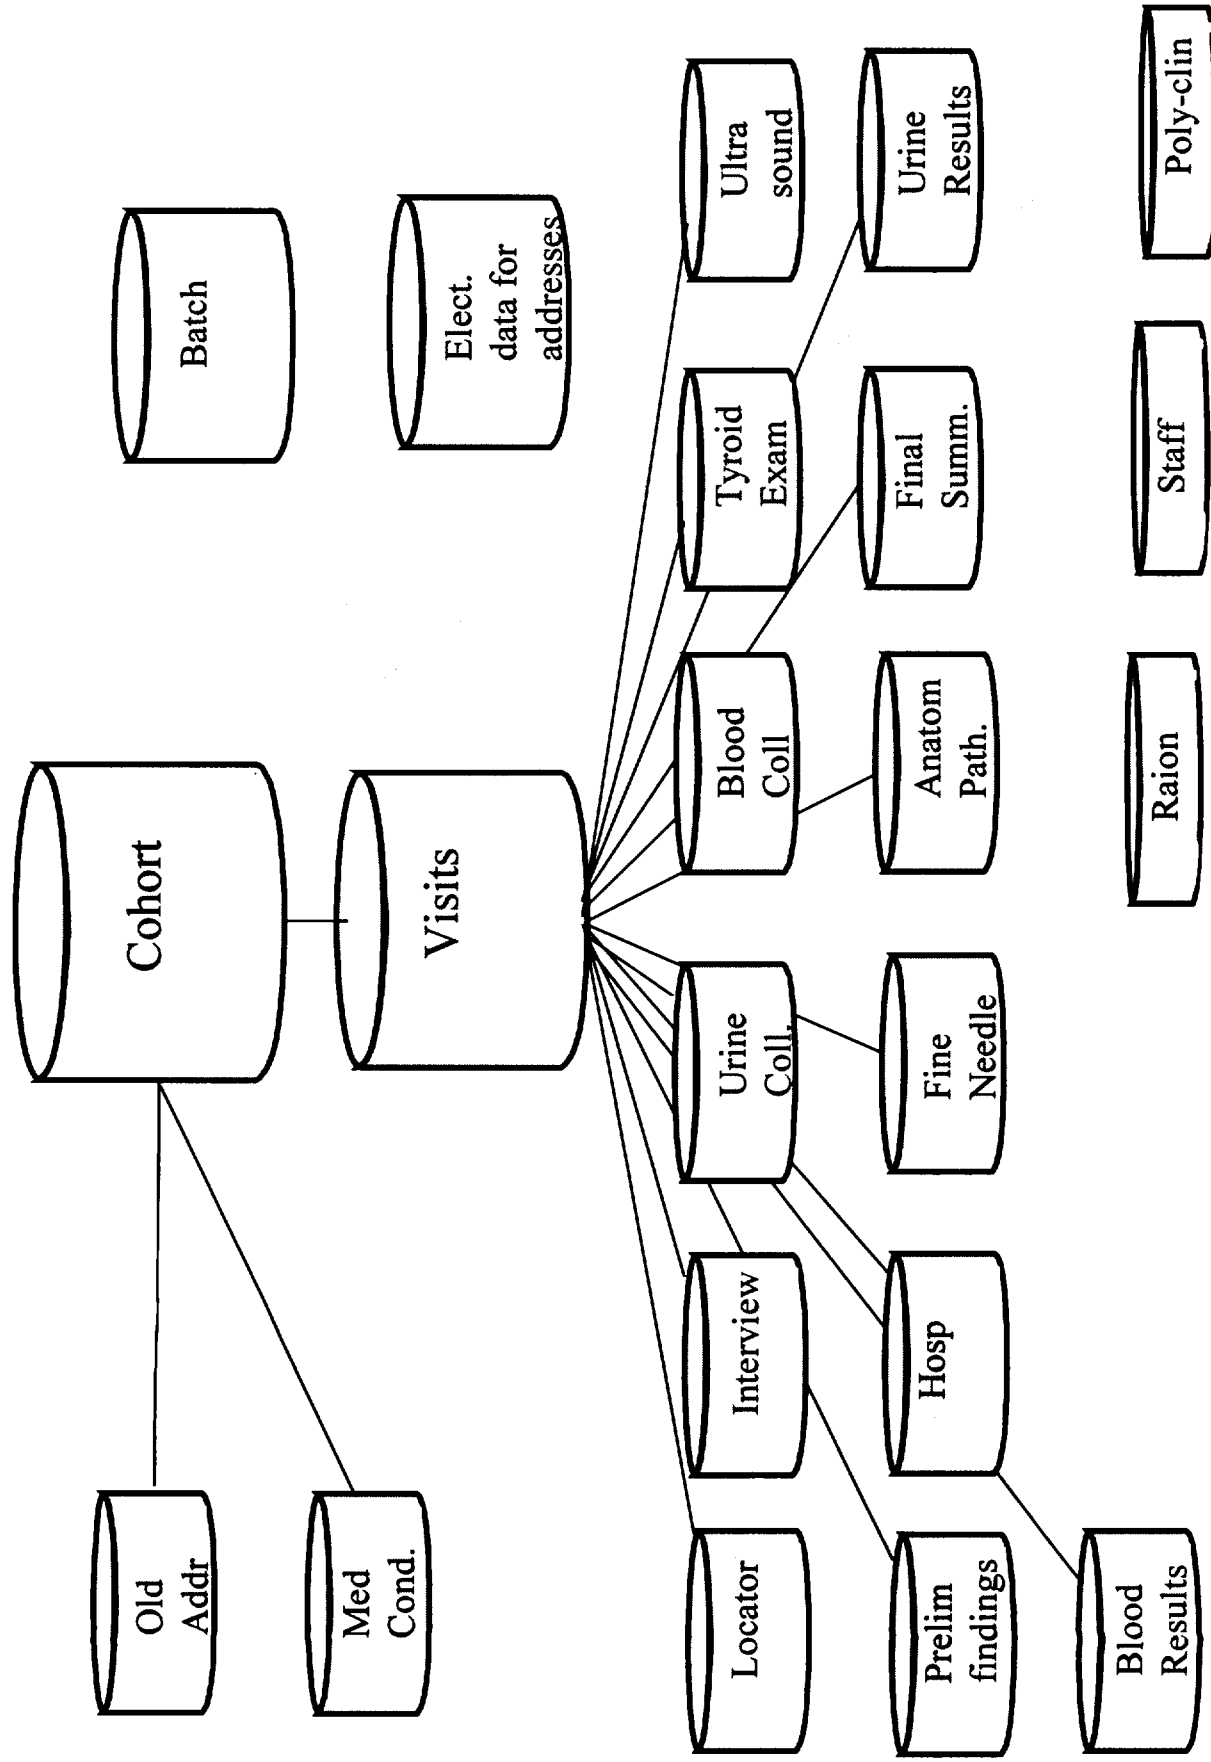 Cohort
Visits
Old
Addr
Med
Cond.
Batch
Elect.
data for
addresses
Locator
Interview
Urine
Coll.
Blood
Coll
Tyroid
Exam
Ultra
sound
Prelim
findings
Hosp
Fine
Needle
Anatom
Path.
Final
Summ.
Urine
Results
Blood
Results
Raion
Staff
Poly-clin